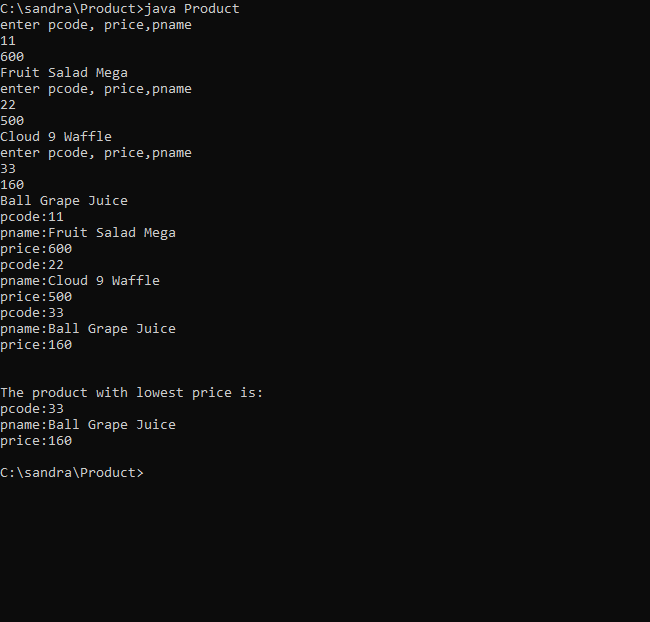 C:\sandra\Product>java Product
enter pcode, price,pname
11
600
Fruit Salad Mega
enter pcode, price,pname
22
500
Cloud 9 Waffle
enter pcode, price,pname
33
160
Ball Grape Juice
pcode:11
pname:Fruit Salad Mega
price:600
pcode:22
pname:Cloud 9 Waffle
price:500
pcode:33
pname:Ball Grape Juice
price:160
The product with lowest price is:
pcode:33
pname:Ball Grape Juice
price:160
C:\sandra\Product>